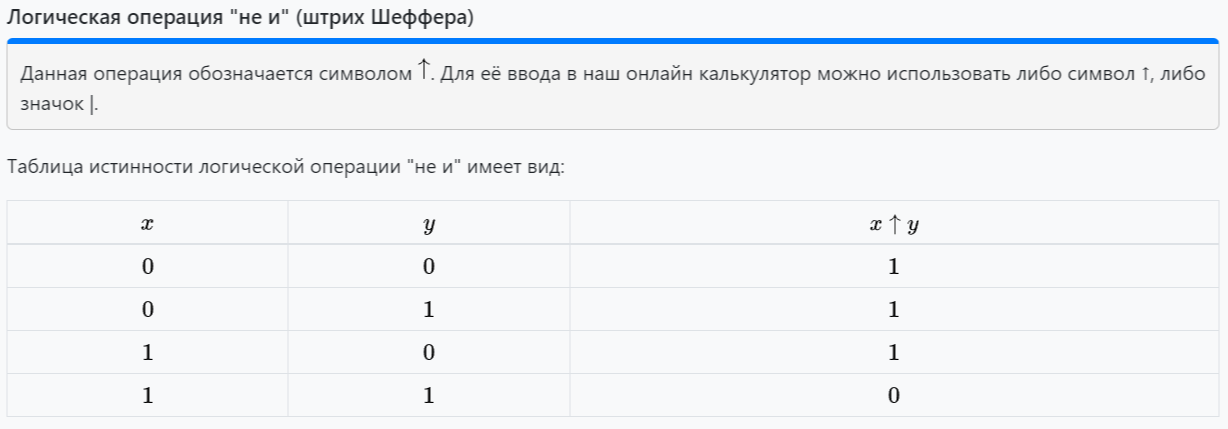 Логическая операция "не и" (штрих Шеффера)
Данная операция обозначается символом ↑. Для её ввода в наш онлайн калькулятор можно использовать либо символ ↑, либо
значок |.
Таблица истинности логической операции "не и" имеет вид:
x y x ↑ y
0 0 1
0 1 1
1 0 1
1 1 0